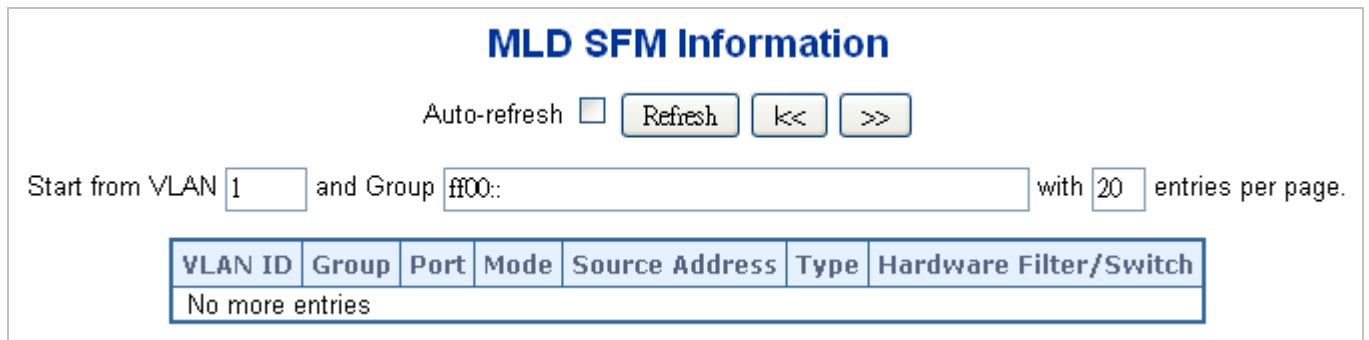 MLD SFM Information
Auto-refresh Refresh |<< >>
Start from VLAN 1 and Group ff00:: with 20 entries per page.
VLAN ID Group Port Mode Source Address Type Hardware Filter/Switch
No more entries